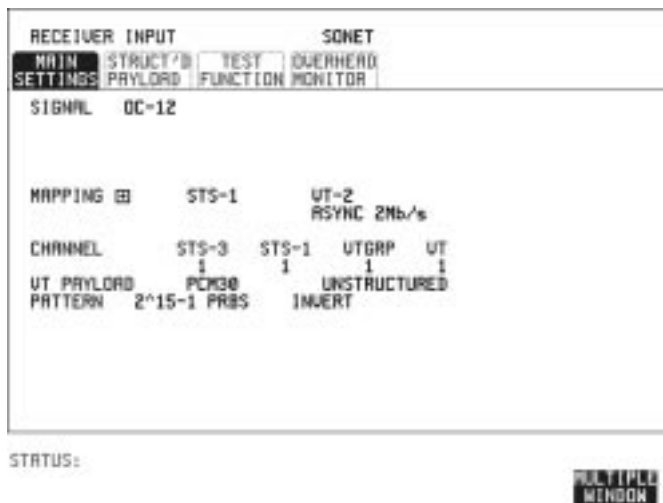 RECEIVER INPUT SONET
MAIN SETTINGS STRUCT'D PAYLOAD TEST FUNCTION OVERHEAD MONITOR
SIGNAL OC-12
MAPPING STS-1 VT-2
ASYNC 2Mb/s
CHANNEL STS-3 STS-1 VTGRP VT
1 1 1 1
VT PAYLOAD PCM30 UNSTRUCTURED
PATTERN 2^15-1 PRBS INVERT
STATUS:
MULTIPLE
WINDOW